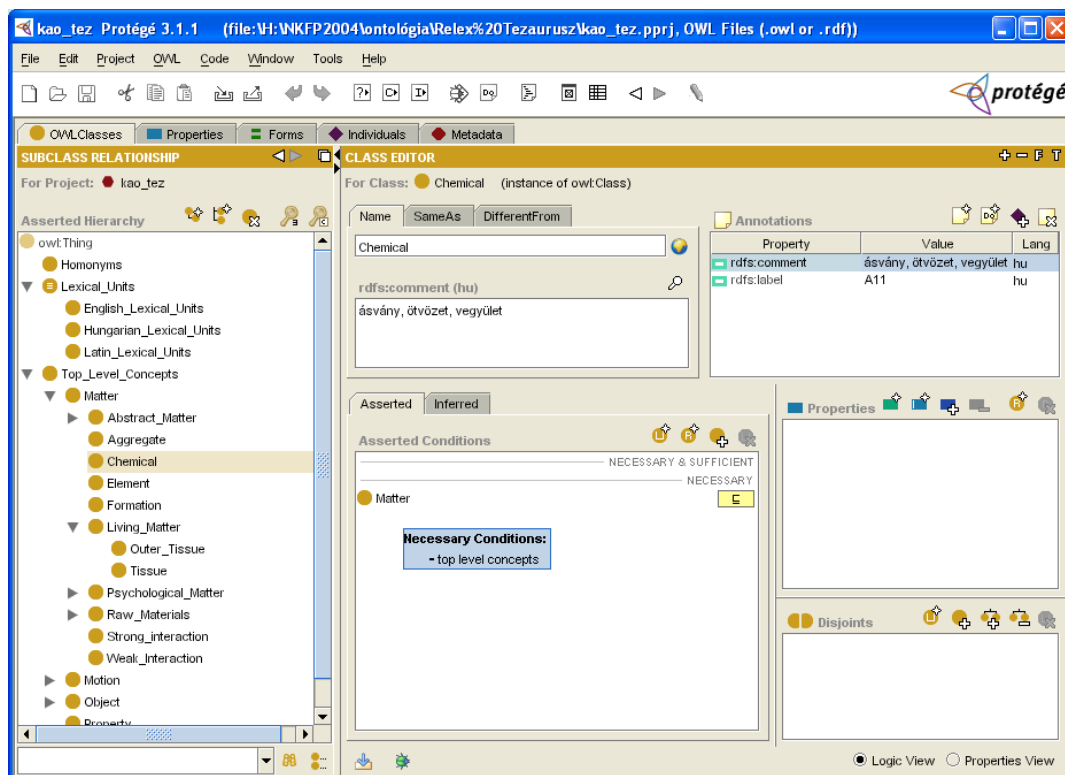 kao_tez Protégé 3.1.1 (file:\H:\NKFP2004\ontológia\Relex%20Tezaurusz\kao_tez.pprj, OWL Files (.owl or .rdf))
File Edit Project OWL Code Window Tools Help
protégé
OWLClasses Properties Forms Individuals Metadata
SUBCLASS RELATIONSHIP
For Project: kao_tez
Asserted Hierarchy
owl:Thing
Homonyms
Lexical_Units
English_Lexical_Units
Hungarian_Lexical_Units
Latin_Lexical_Units
Top_Level_Concepts
Matter
Abstract_Matter
Aggregate
Chemical
Element
Formation
Living_Matter
Outer_Tissue
Tissue
Psychological_Matter
Raw_Materials
Strong_interaction
Weak_Interaction
Motion
Object
Property
CLASS EDITOR
F T
For Class: Chemical (instance of owl:Class)
Name SameAs DifferentFrom
Chemical
rdfs:comment (hu)
ásvány, ötvözet, vegyület
Annotations
Property Value Lang
rdfs:comment ásvány, ötvözet, vegyület hu
rdfs:label A11 hu
Asserted Inferred
Asserted Conditions
NECESSARY & SUFFICIENT
NECESSARY
Matter ⊑
Necessary Conditions:
- top level concepts
Properties
Disjoints
Logic View Properties View